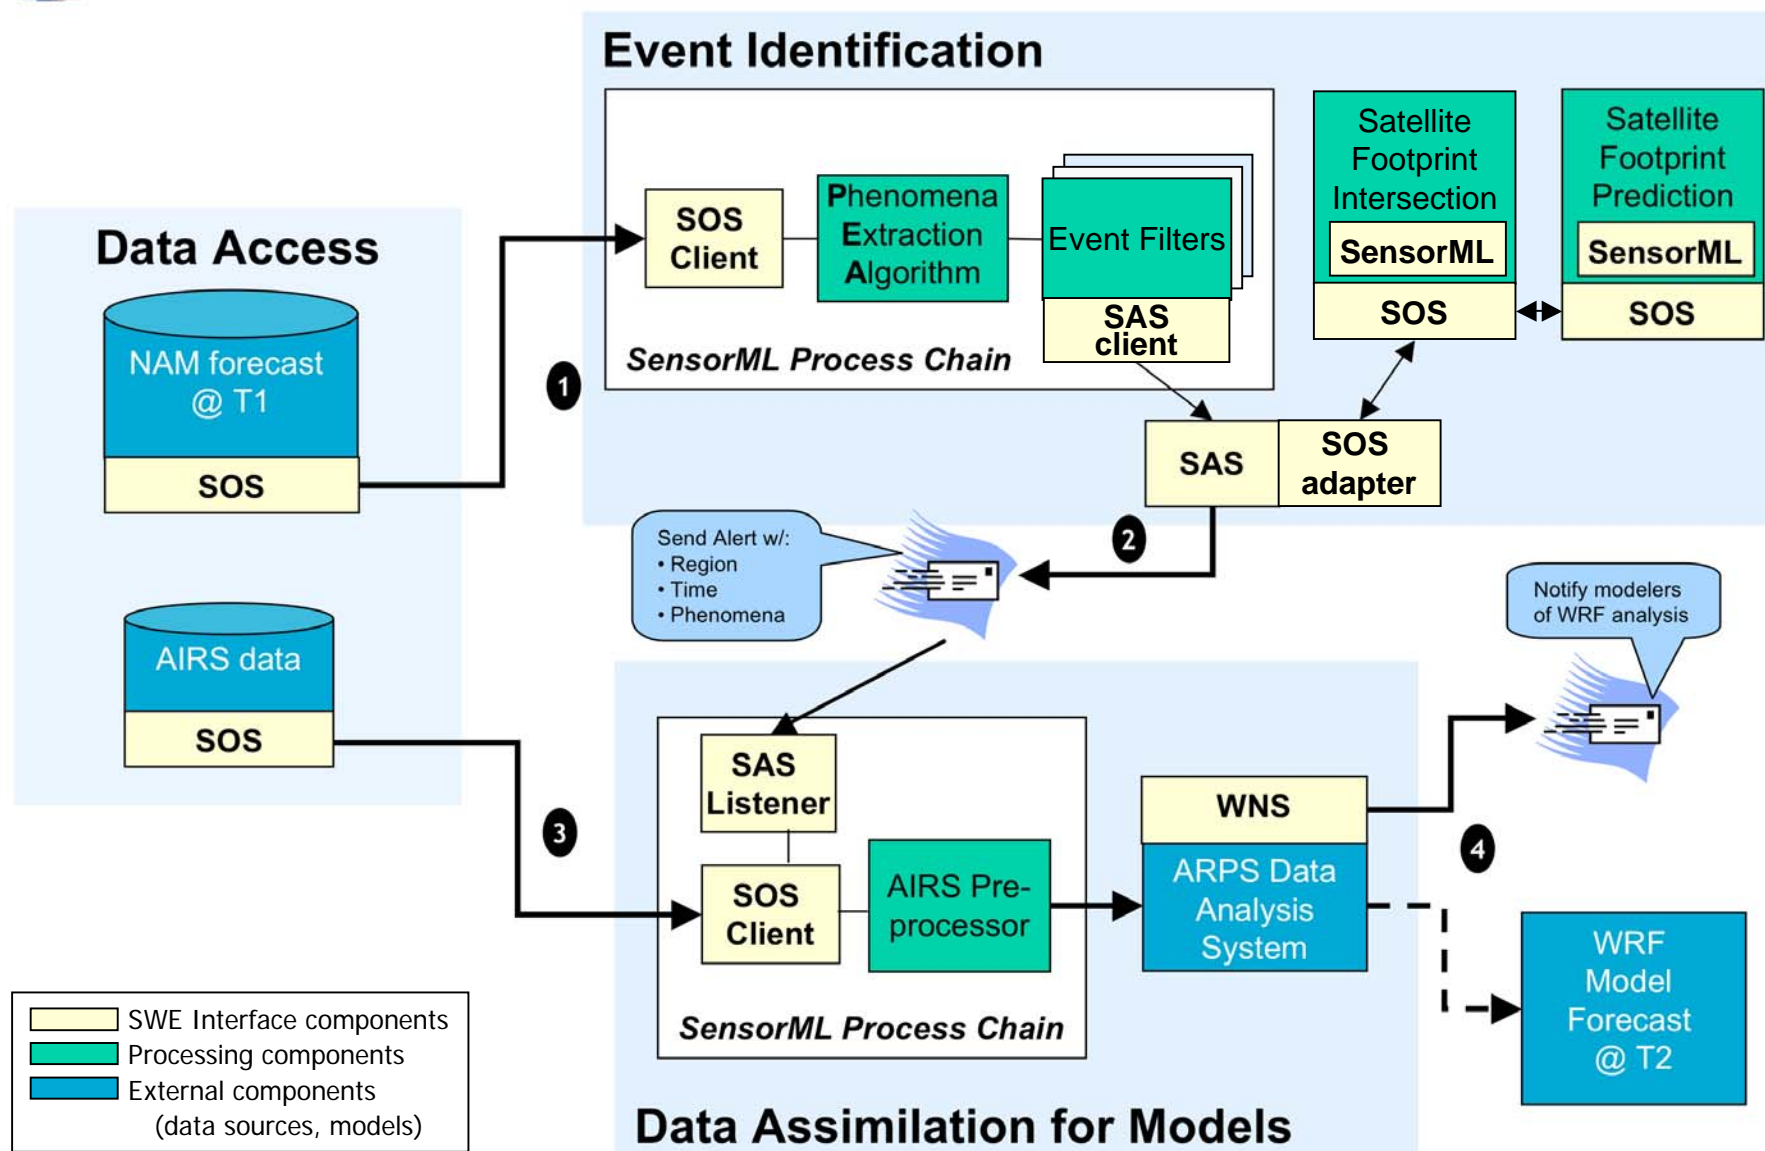 Event Identification
SOS
Client
Phenomena
Extraction
Algorithm
Event Filters
SAS
client
SensorML Process Chain
Satellite
Footprint
Intersection
SensorML
SOS
Satellite
Footprint
Prediction
SensorML
SOS
SAS
SOS
adapter
Data Access
NAM forecast
@ T1
SOS
AIRS data
SOS
1
2
Send Alert w/:
• Region
• Time
• Phenomena
Notify modelers
of WRF analysis
3
SAS
Listener
SOS
Client
AIRS Pre-
processor
SensorML Process Chain
WNS
ARPS Data
Analysis
System
4
WRF
Model
Forecast
@ T2
Data Assimilation for Models
SWE Interface components
Processing components
External components
(data sources, models)